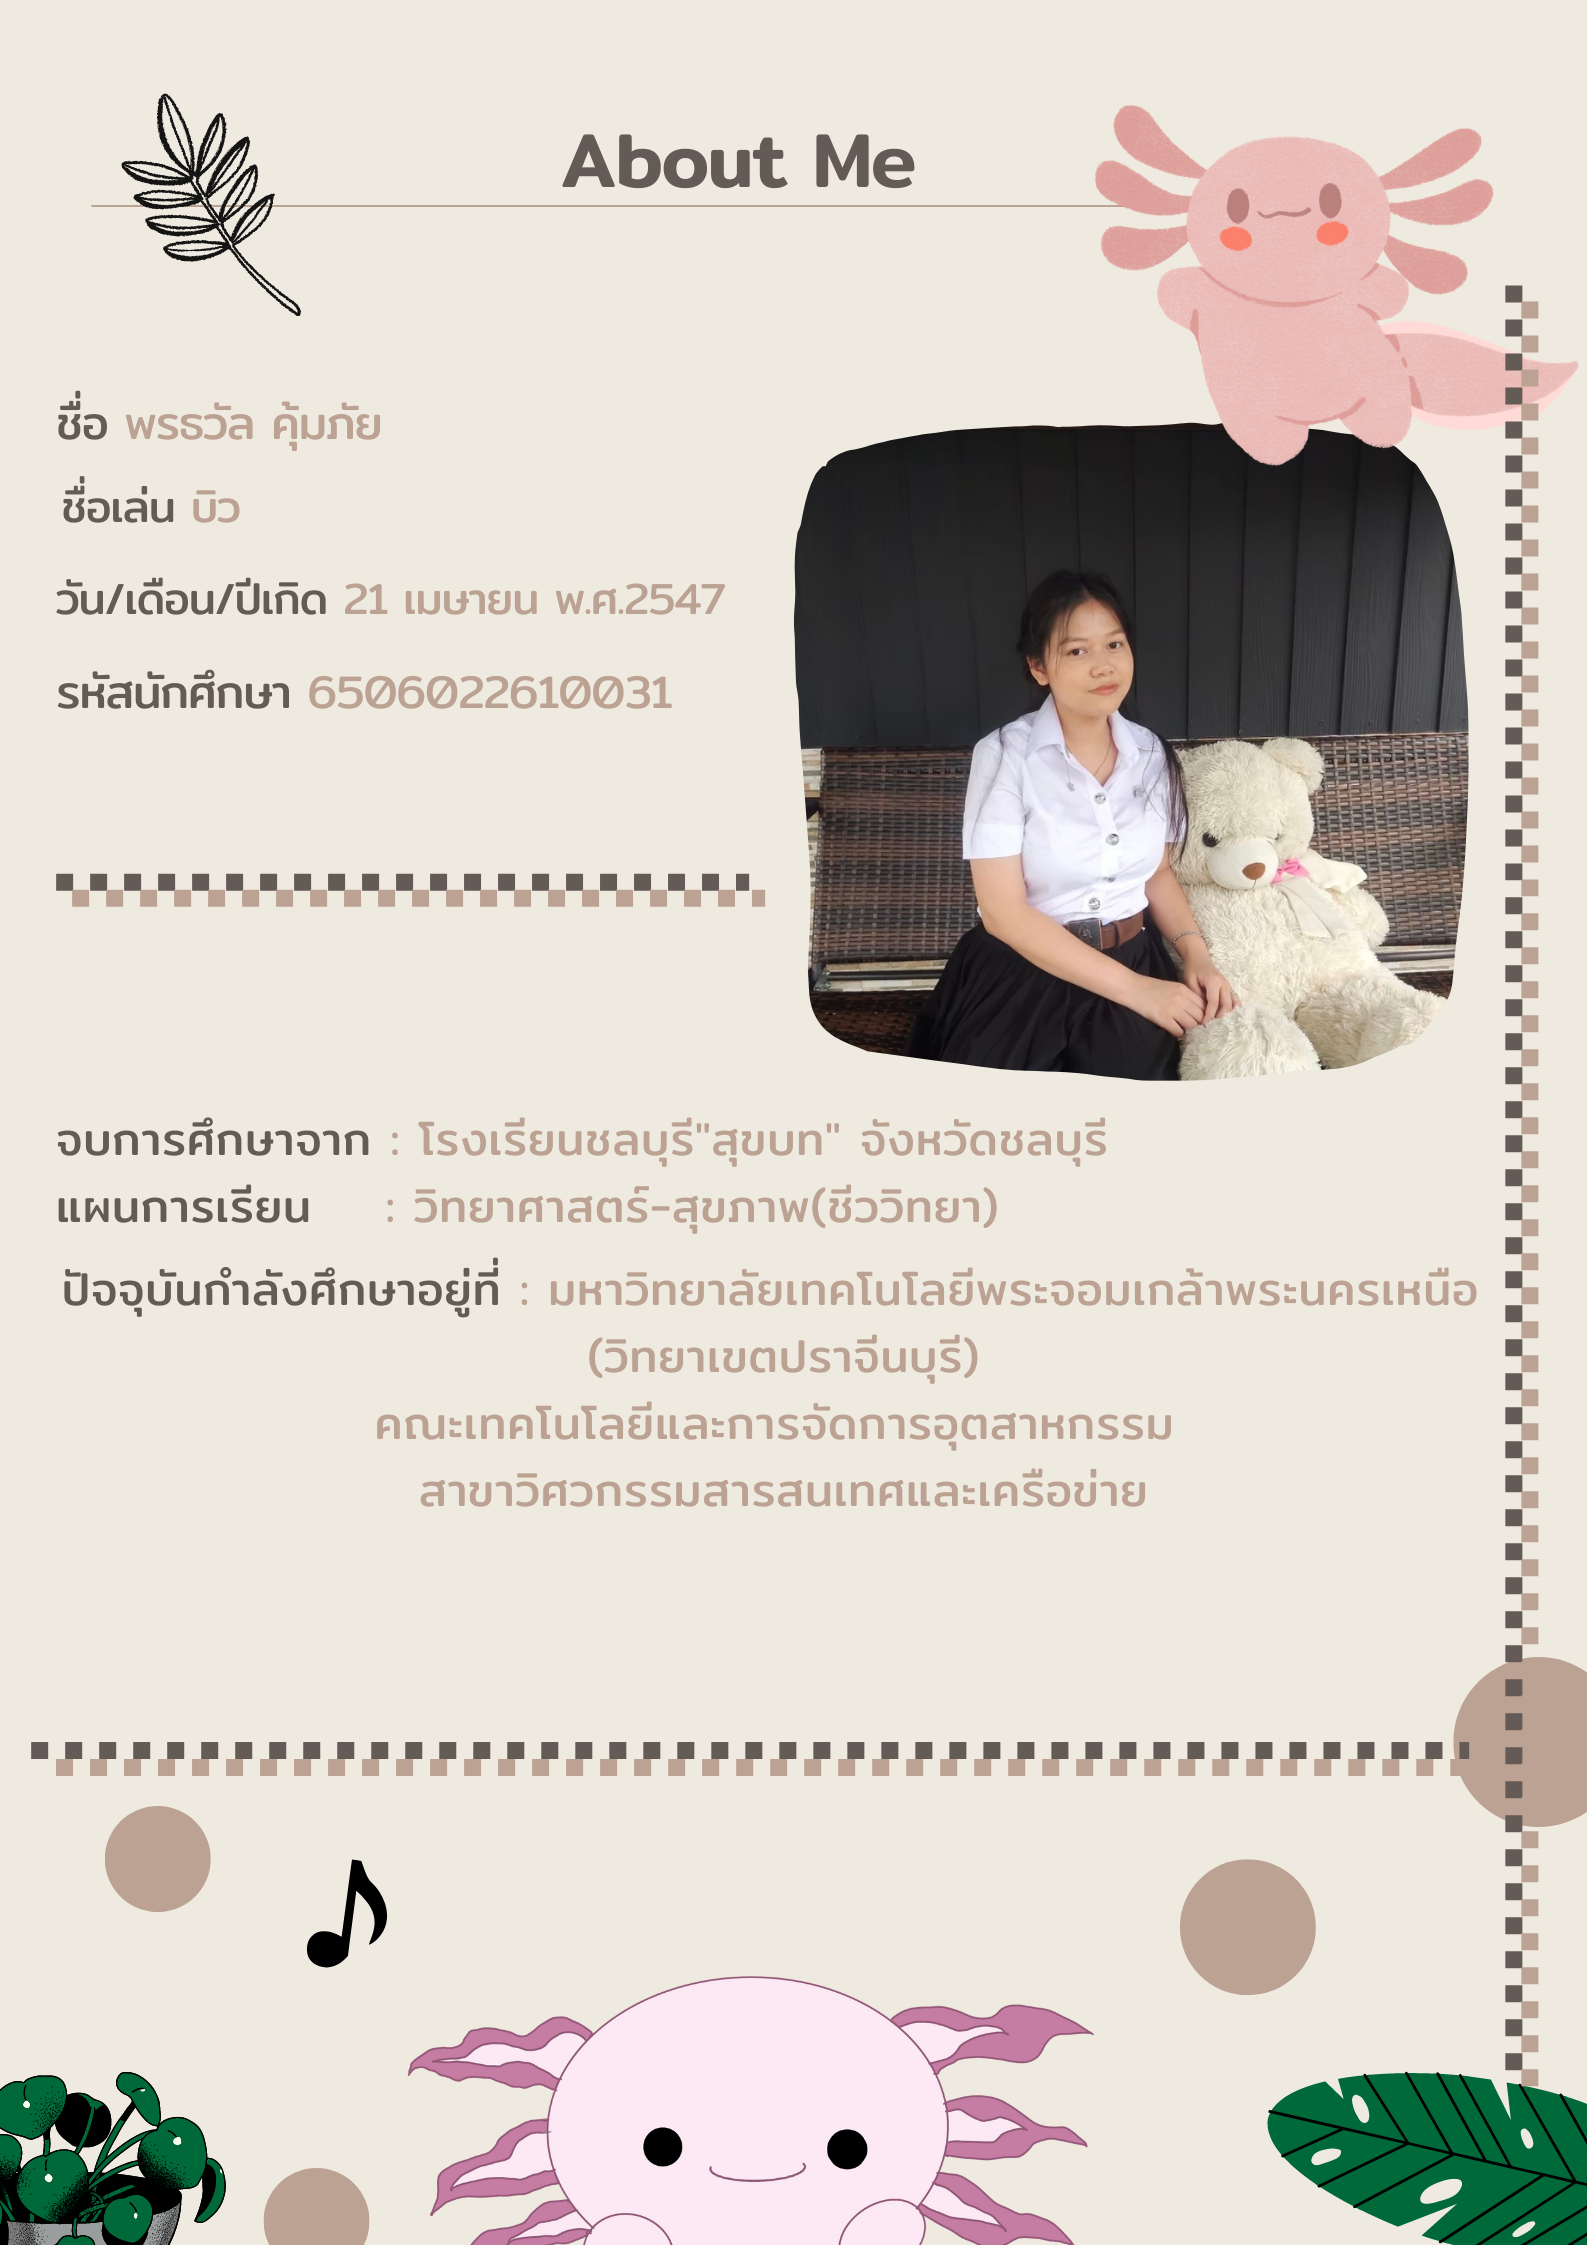 About Me
ชื่อ พรธวัล คุ้มภัย
ชื่อเล่น บิว
วัน/เดือน/ปีเกิด 21 เมษายน พ.ศ.2547
รหัสนักศึกษา 6506022610031
จบการศึกษาจาก : โรงเรียนชลบุรี"สุขบท" จังหวัดชลบุรี
แผนการเรียน : วิทยาศาสตร์-สุขภาพ(ชีววิทยา)
ปัจจุบันกำลังศึกษาอยู่ที่ : มหาวิทยาลัยเทคโนโลยีพระจอมเกล้าพระนครเหนือ
(วิทยาเขตปราจีนบุรี)
คณะเทคโนโลยีและการจัดการอุตสาหกรรม
สาขาวิศวกรรมสารสนเทศและเครือข่าย